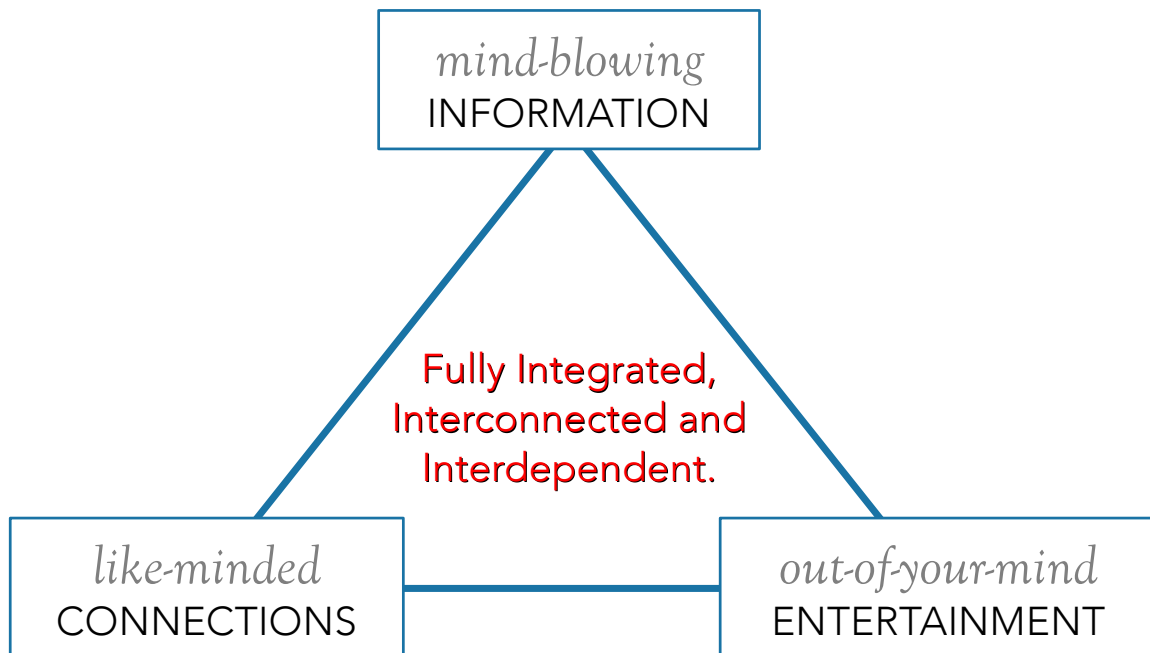 mind-blowing
INFORMATION
Fully Integrated,
Interconnected and
Interdependent.
like-minded
CONNECTIONS
out-of-your-mind
ENTERTAINMENT